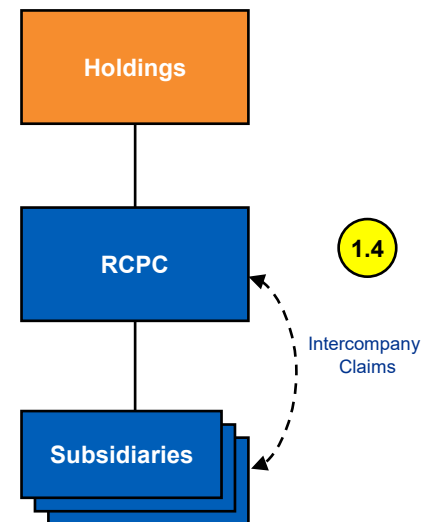 Holdings
RCPC
1.4
Intercompany
Claims
Subsidiaries